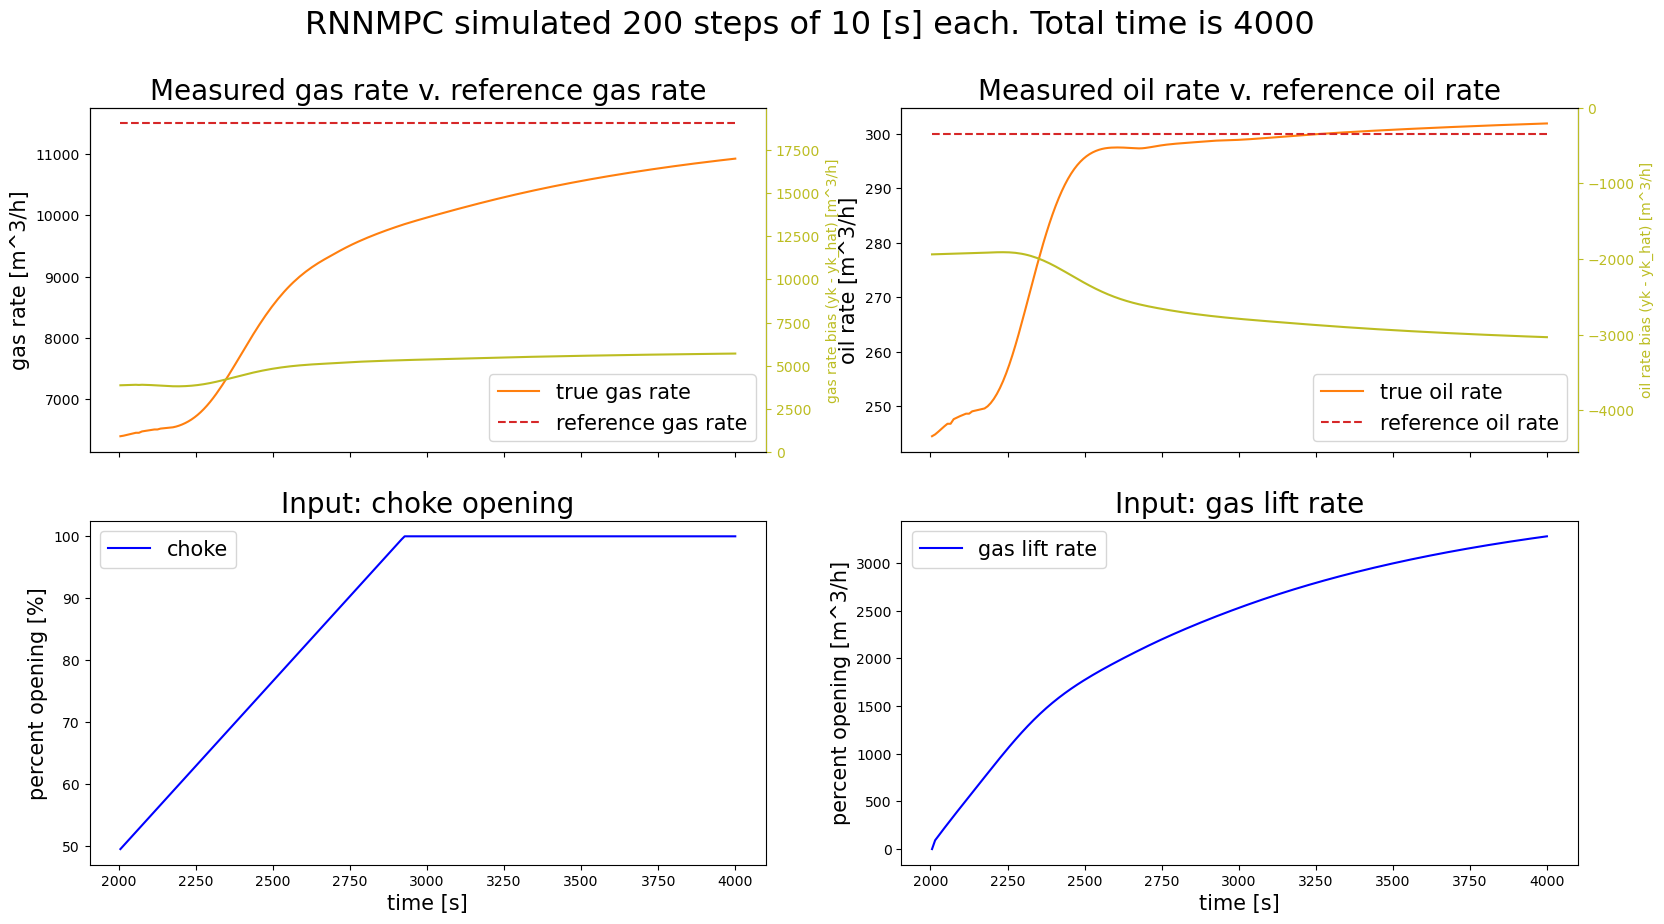 RNNMPC simulated 200 steps of 10 [s] each. Total time is 4000
Measured gas rate v. reference gas rate
gas rate [m^3/h]
11000
10000
9000
8000
7000
17500
15000
12500
10000
7500
5000
2500
0
gas rate bias (yk - yk_hat) [m^3/h]
true gas rate
reference gas rate
Measured oil rate v. reference oil rate
oil rate [m^3/h]
300
290
280
270
260
250
0
−1000
−2000
−3000
−4000
oil rate bias (yk - yk_hat) [m^3/h]
true oil rate
reference oil rate
Input: choke opening
percent opening [%]
100
90
80
70
60
50
choke
2000 2250 2500 2750 3000 3250 3500 3750 4000
time [s]
Input: gas lift rate
percent opening [m^3/h]
3000
2500
2000
1500
1000
500
0
gas lift rate
2000 2250 2500 2750 3000 3250 3500 3750 4000
time [s]